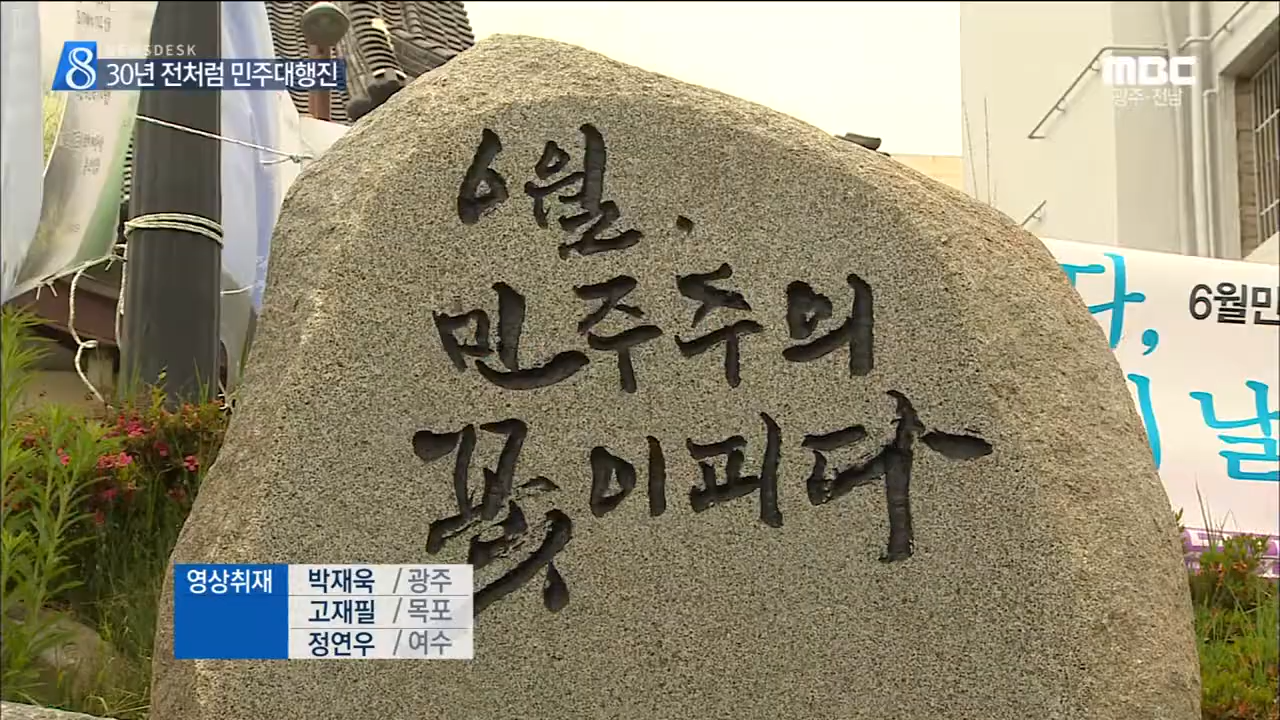 NEWSDESK
8 30년 전처럼 민주대행진
MBC
광주·전남
6월.
민주주의
꽃이피다
다, 6월민
날
영상취재 박재욱 / 광주
고재필 / 목포
정연우 / 여수